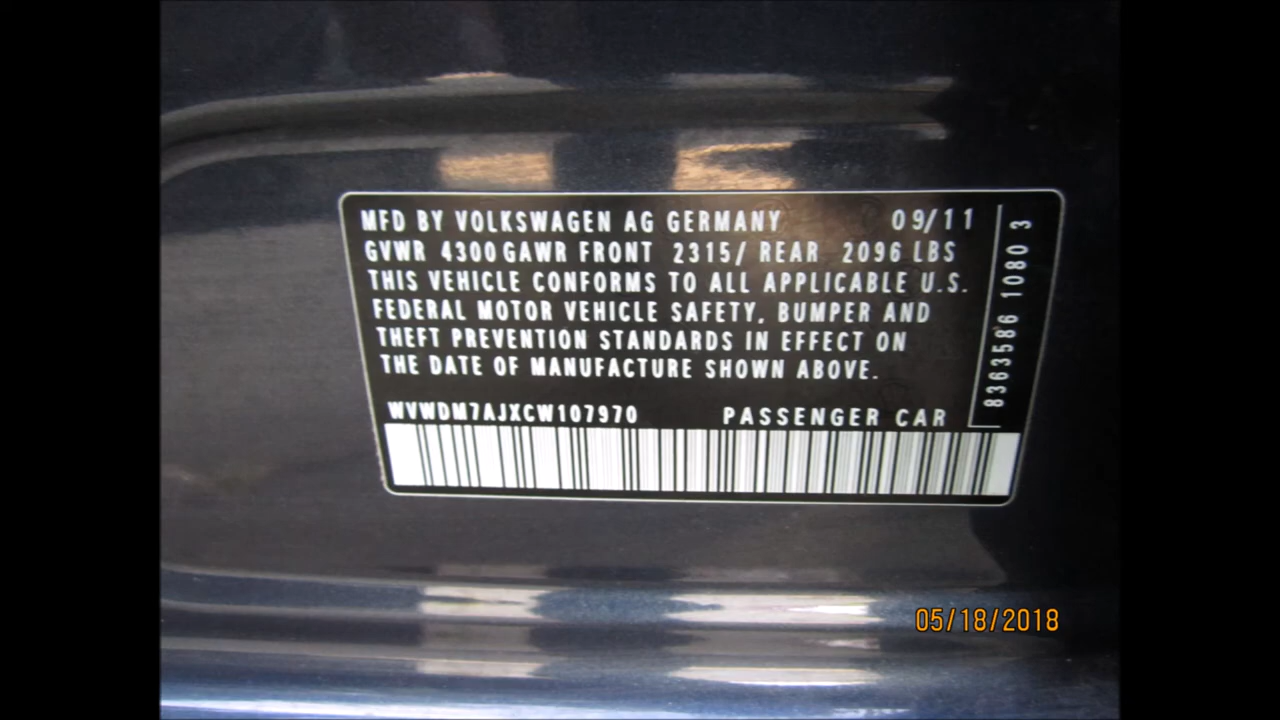 MFD BY VOLKSWAGEN AG GERMANY 09/11
GVWR 4300 GAWR FRONT 2315/ REAR 2096 LBS
THIS VEHICLE CONFORMS TO ALL APPLICABLE U.S.
FEDERAL MOTOR VEHICLE SAFETY, BUMPER AND
THEFT PREVENTION STANDARDS IN EFFECT ON
THE DATE OF MANUFACTURE SHOWN ABOVE.
WVWDM7AJXCW107970 PASSENGER CAR
8363586 1080 3
05/18/2018